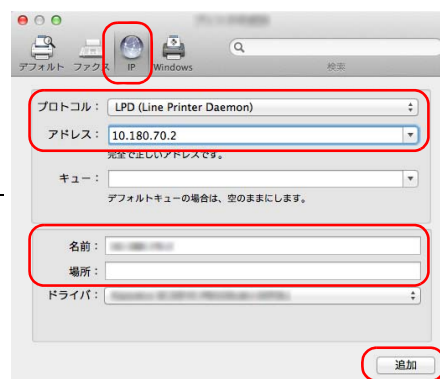 デフォルト ファクス IP Windows 検索
プロトコル： LPD (Line Printer Daemon)
アドレス： 10.180.70.2
完全で正しいアドレスです。
キュー：
デフォルトキューの場合は、空のままにします。
名前：
場所：
ドライバ：
追加